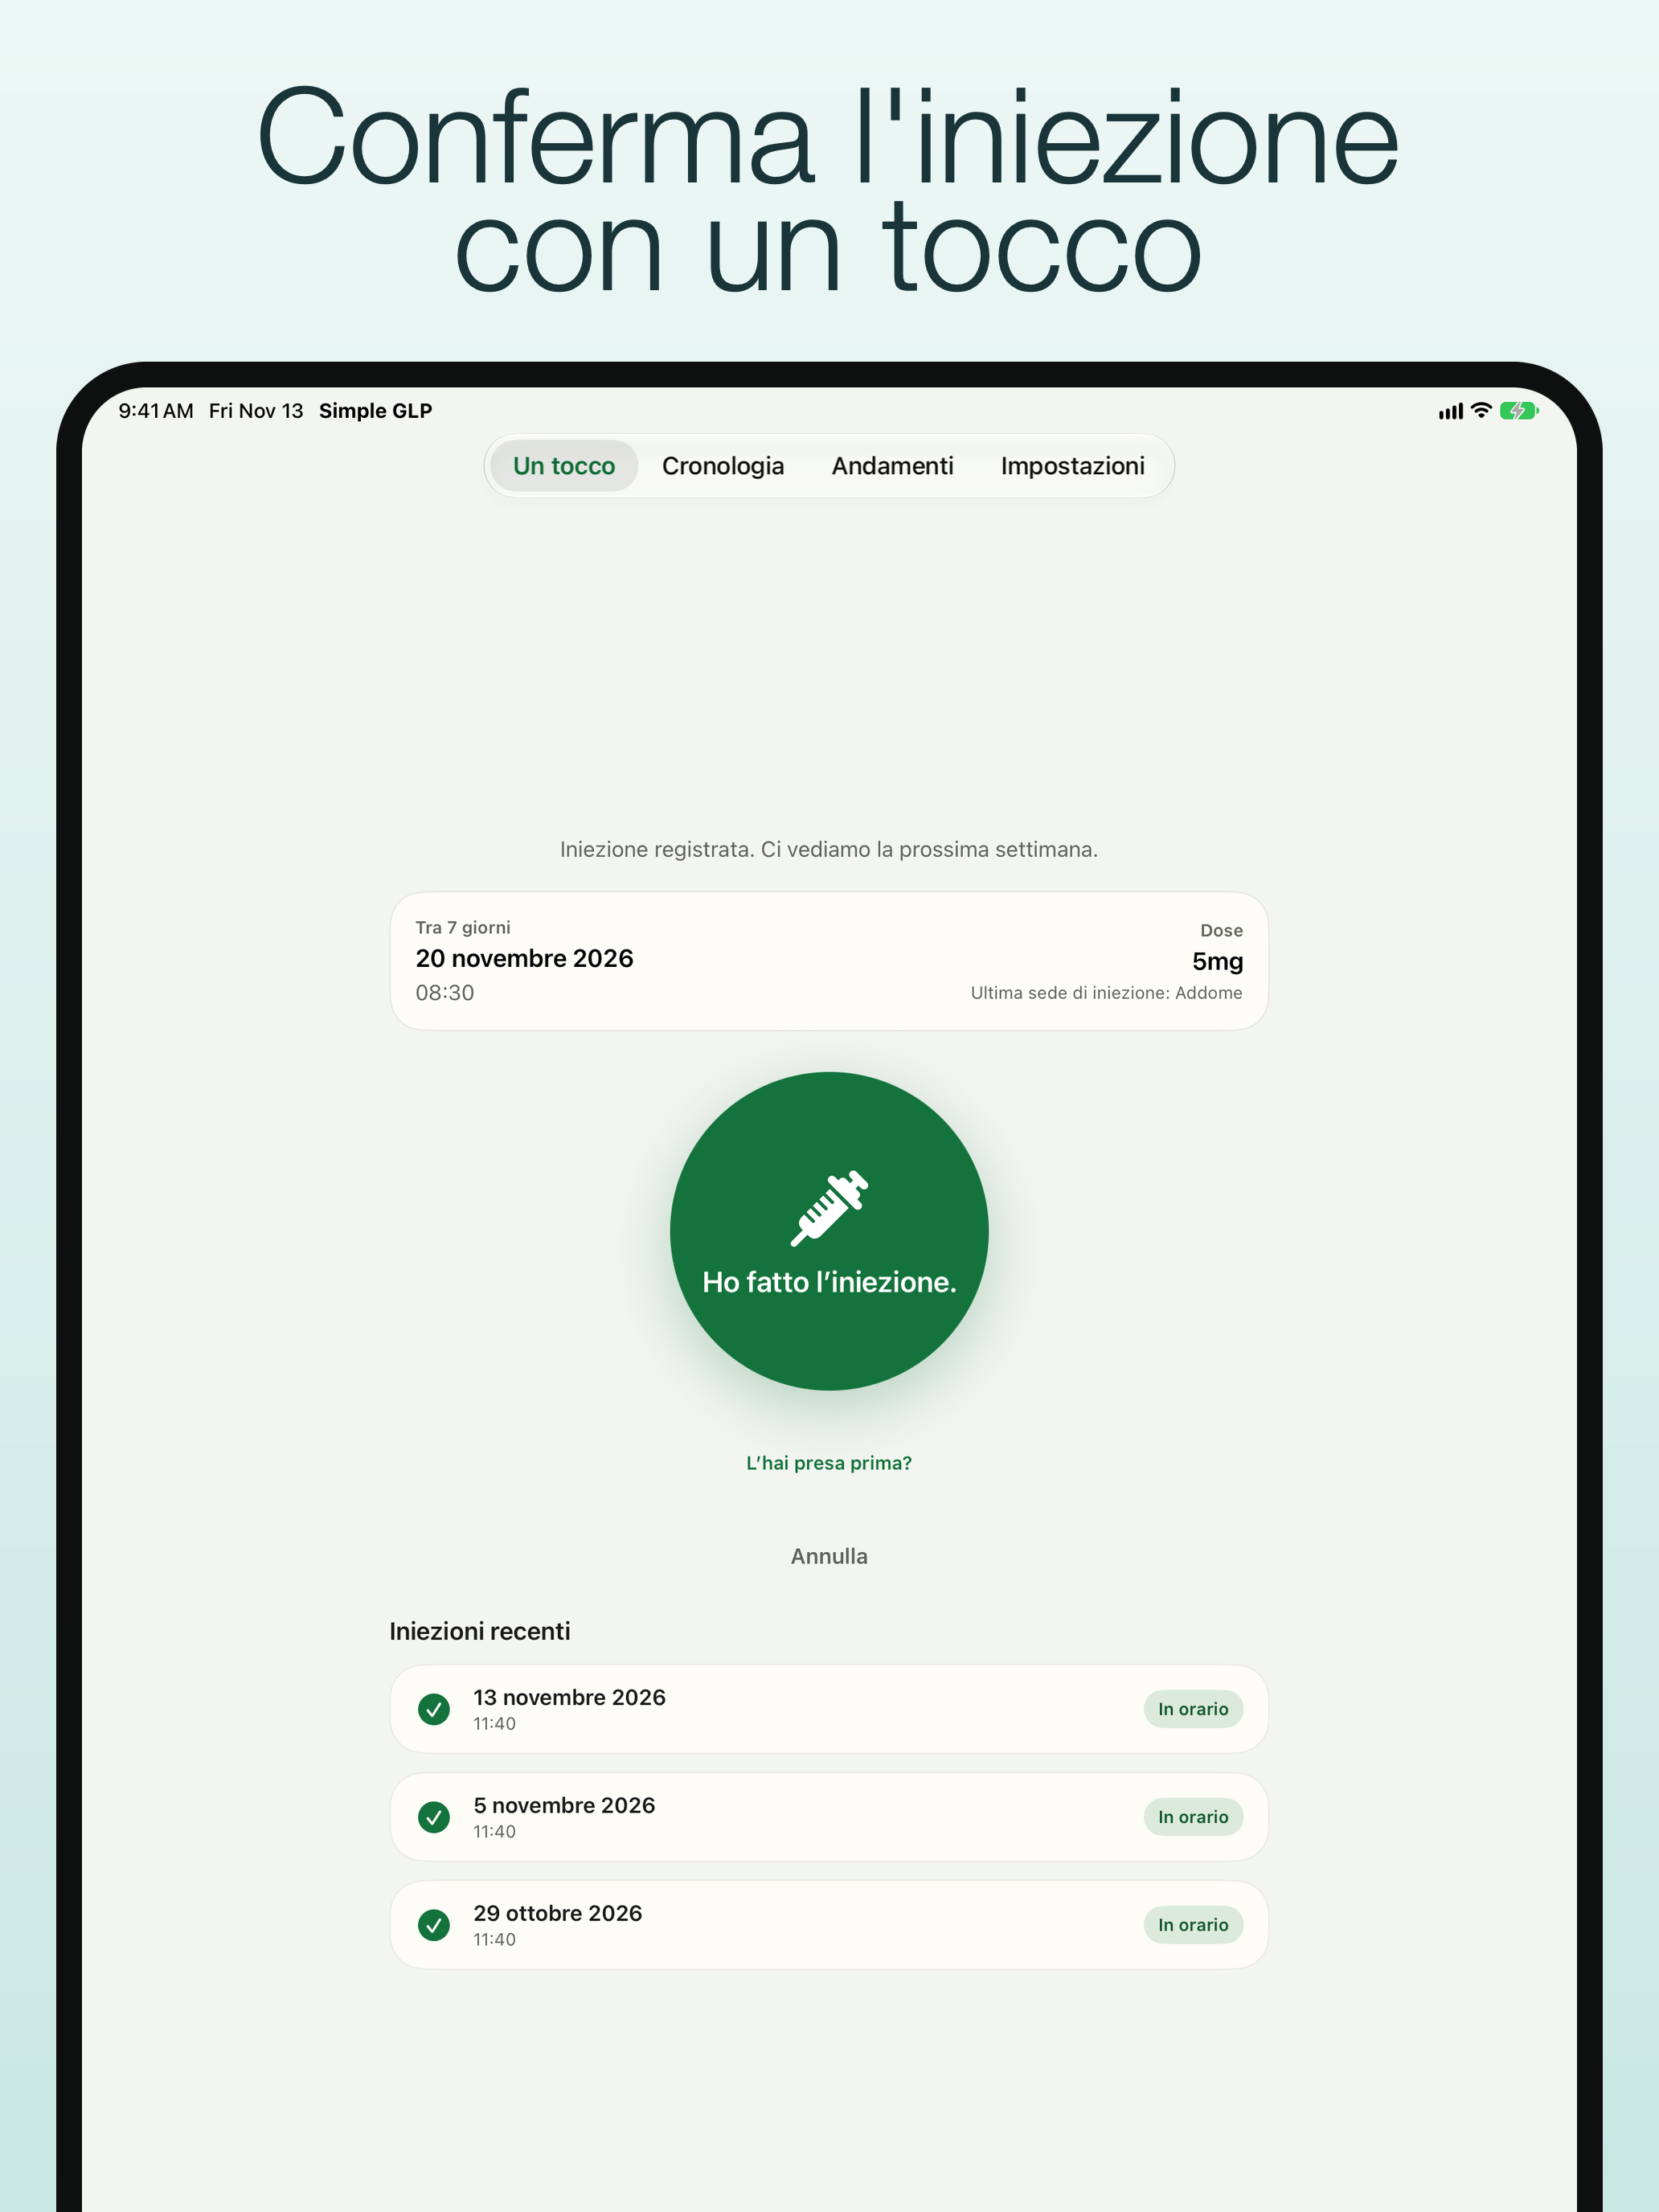 Conferma l'iniezione
con un tocco
9:41 AM Fri Nov 13 Simple GLP
Un tocco Cronologia Andamenti Impostazioni
Iniezione registrata. Ci vediamo la prossima settimana.
Tra 7 giorni
20 novembre 2026
08:30
Dose
5mg
Ultima sede di iniezione: Addome
Ho fatto l’iniezione.
L’hai presa prima?
Annulla
Iniezioni recenti
13 novembre 2026
11:40
In orario
5 novembre 2026
11:40
In orario
29 ottobre 2026
11:40
In orario